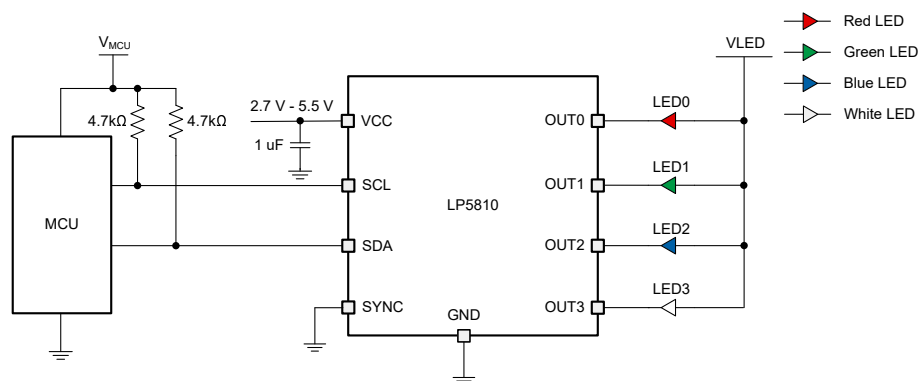 V_MCU
4.7kΩ
4.7kΩ
MCU
2.7 V - 5.5 V
1 uF
VCC
SCL
SDA
SYNC
LP5810
GND
OUT0
OUT1
OUT2
OUT3
LED0
LED1
LED2
LED3
VLED
Red LED
Green LED
Blue LED
White LED